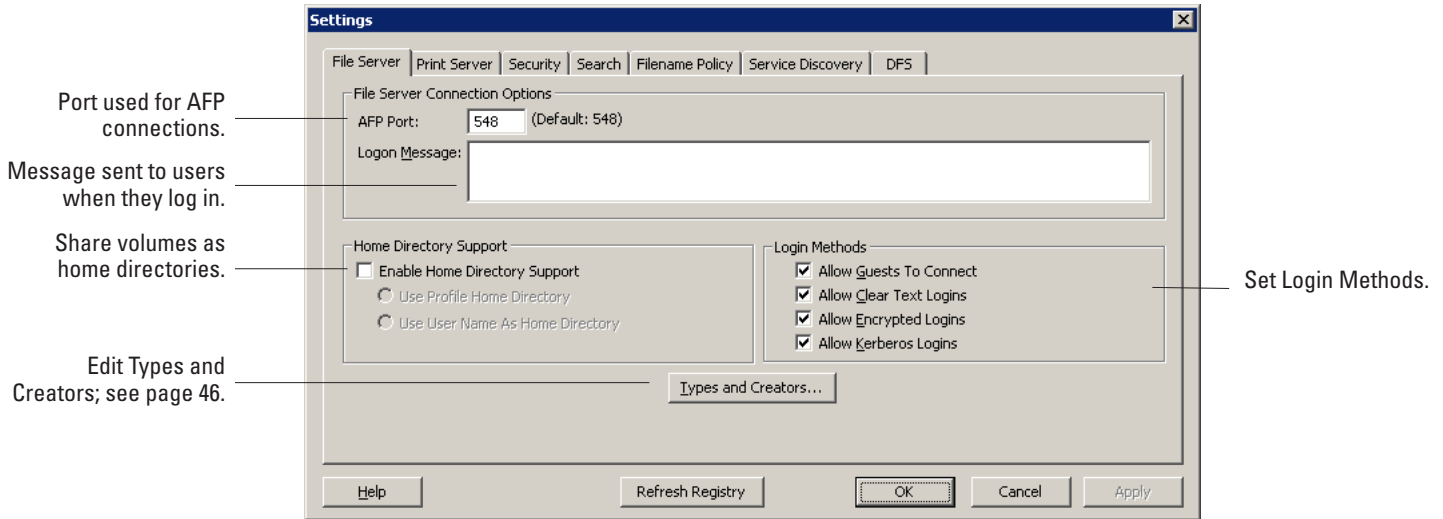 Settings
File Server Print Server Security Search Filename Policy Service Discovery DFS
File Server Connection Options
Port used for AFP
connections.
AFP Port: 548 (Default: 548)
Logon Message:
Message sent to users
when they log in.
Share volumes as
home directories.
Home Directory Support
Enable Home Directory Support
Use Profile Home Directory
Use User Name As Home Directory
Login Methods
Allow Guests To Connect
Allow Clear Text Logins
Allow Encrypted Logins
Allow Kerberos Logins
Set Login Methods.
Edit Types and
Creators; see page 46.
Types and Creators...
Help Refresh Registry OK Cancel Apply